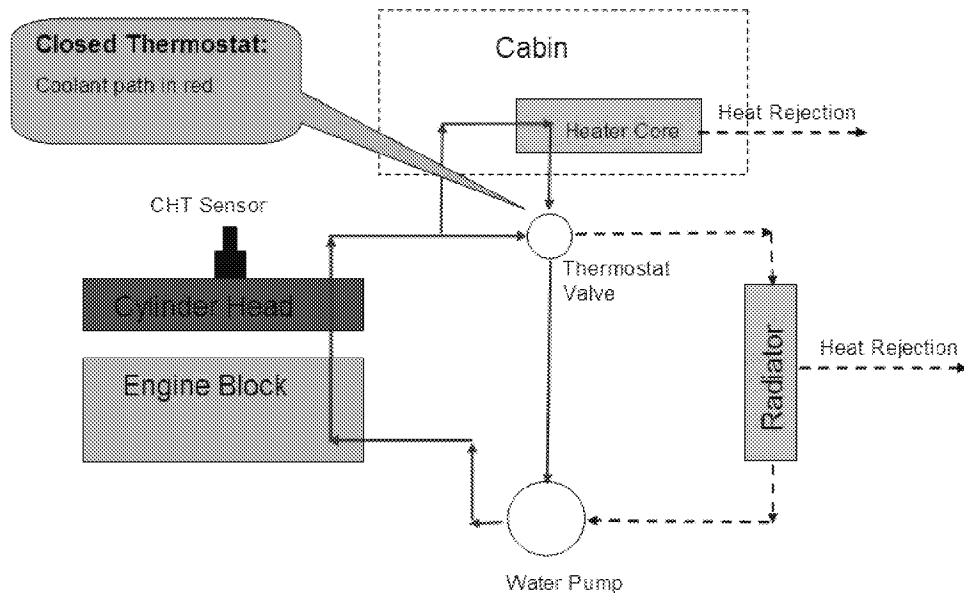 Closed Thermostat:
Coolant path in red
Cabin
Heater Core
Heat Rejection
CHT Sensor
Thermostat
Valve
Cylinder Head
Engine Block
Radiator
Heat Rejection
Water Pump